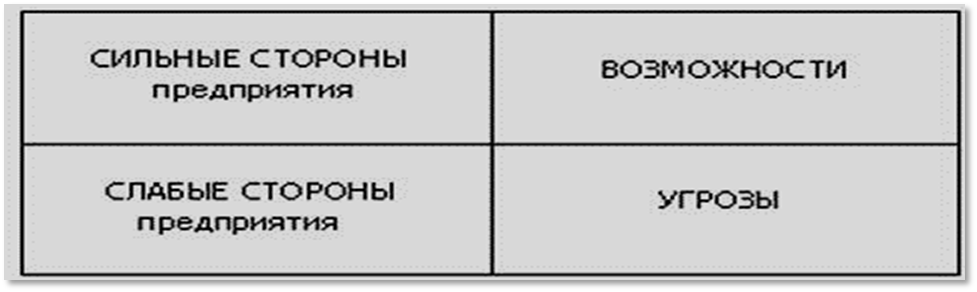 СИЛЬНЫЕ СТОРОНЫ
предприятия
ВОЗМОЖНОСТИ
СЛАБЫЕ СТОРОНЫ
предприятия
УГРОЗЫ